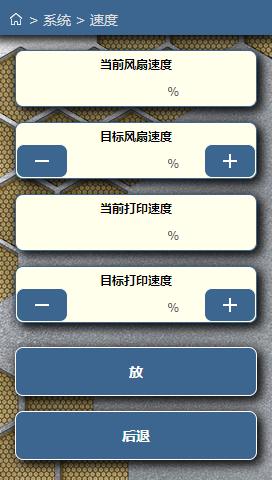 > 系统 > 速度
当前风扇速度
%
目标风扇速度
− % +
当前打印速度
%
目标打印速度
− % +
放
后退